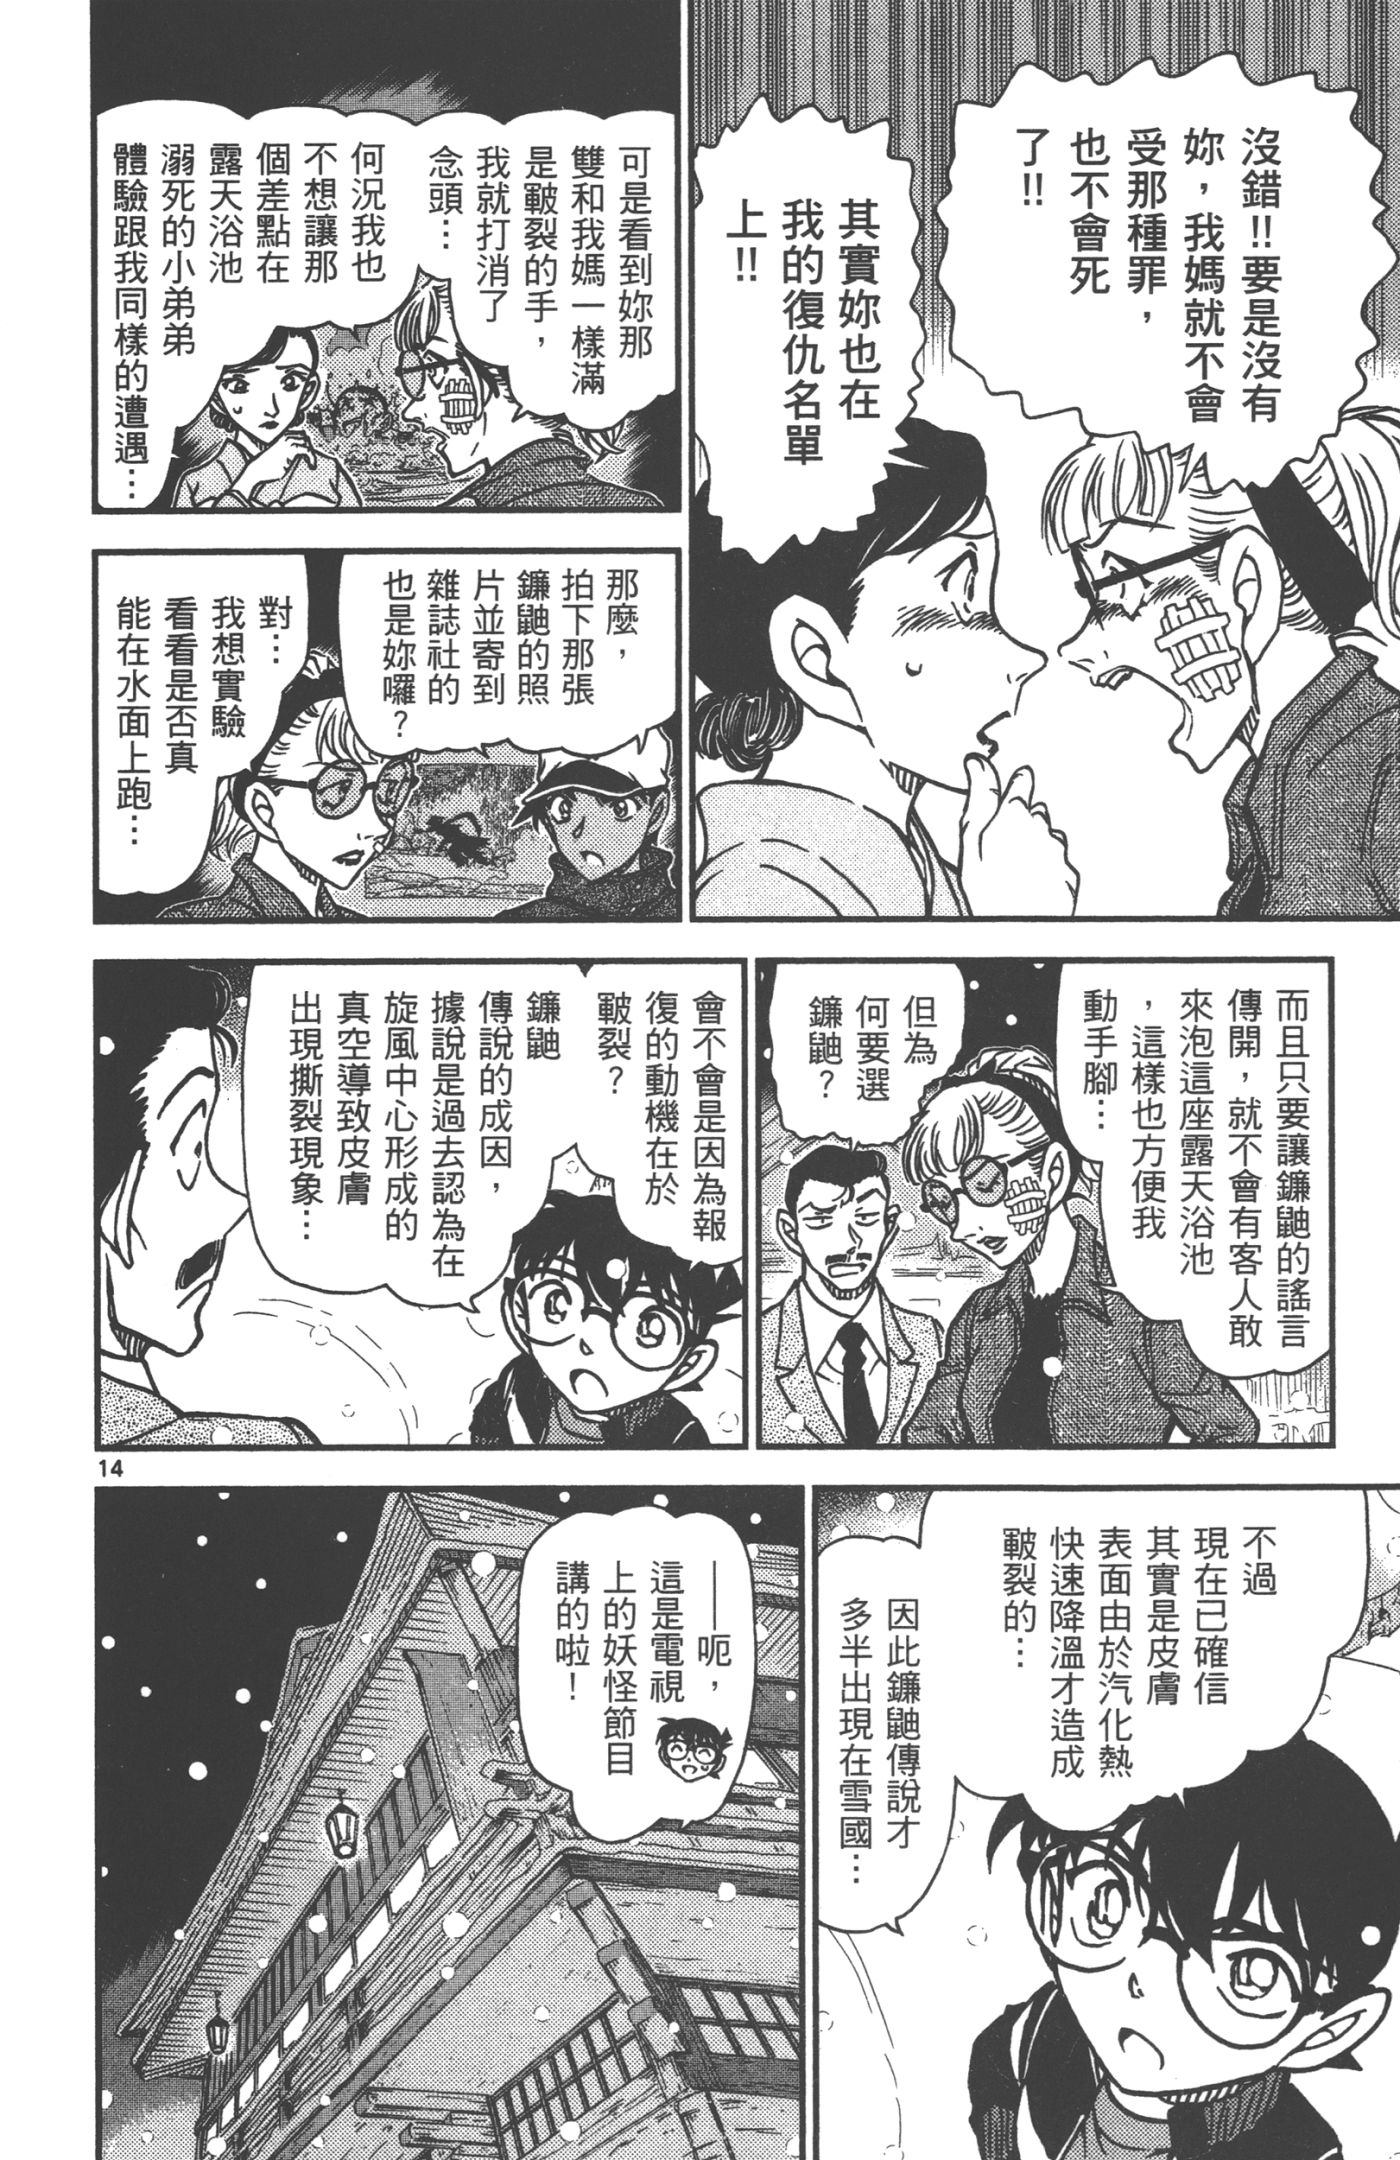 沒錯!!要是沒有
妳，我媽就不會
受那種罪，
也不會死
了!!
其實妳也在
我的復仇名單
上!!
可是看到妳那
雙和我媽一樣滿
是皸裂的手，
我就打消了
念頭…
何況我也
不想讓那
個差點在
露天浴池
溺死的小弟弟
體驗跟我同樣的遭遇…
那麼，
拍下那張
鐮鼬的照
片並寄到
雜誌社的
也是妳囉？
對…
我想實驗
看看是否真
能在水面上跑…
而且只要讓鐮鼬的謠言
傳開，就不會有客人敢
來泡這座露天浴池
，這樣也方便我
動手腳…
但為
何要選
鐮鼬？
會不會是因為報
復的動機在於
皸裂？
鐮鼬
傳說的成因，
據說是過去認為在
旋風中心形成的
真空導致皮膚
出現撕裂現象…
14
不過
現在已確信
其實是皮膚
表面由於汽化熱
快速降溫才造成
皸裂的…
因此鐮鼬傳說才
多半出現在雪國…
——呃，
這是電視
上的妖怪節目
講的啦！